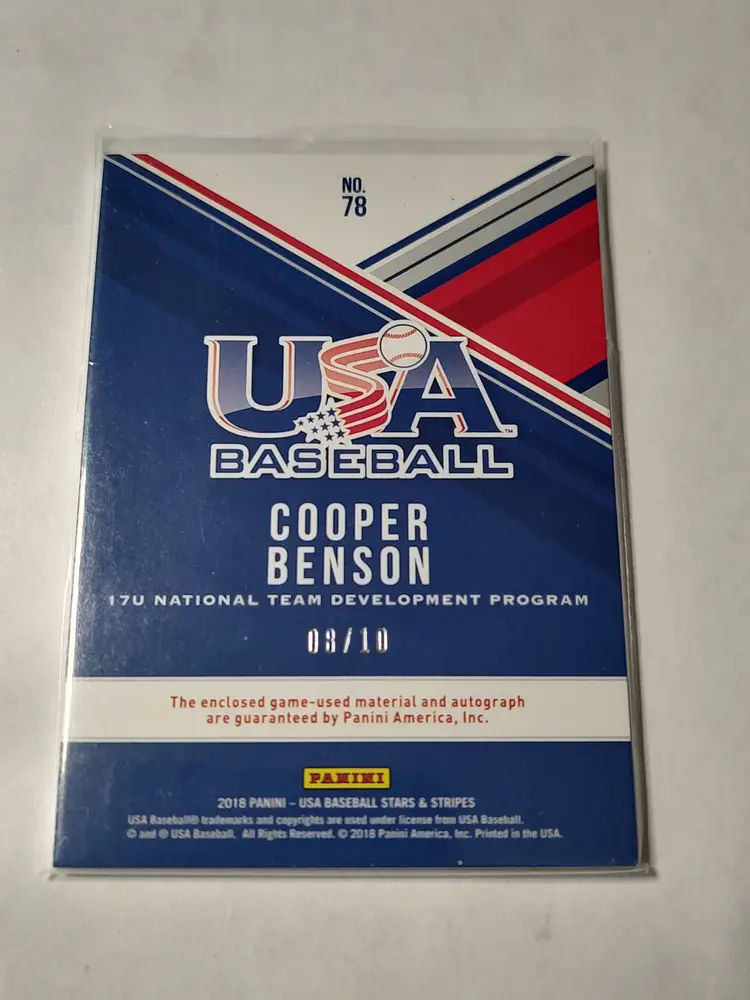 NO.
78
USA
™
BASEBALL
COOPER
BENSON
17U NATIONAL TEAM DEVELOPMENT PROGRAM
08/10
The enclosed game-used material and autograph
are guaranteed by Panini America, Inc.
PANINI
2018 PANINI – USA BASEBALL STARS & STRIPES
USA Baseball® trademarks and copyrights are used under license from USA Baseball.
© and ® USA Baseball. All Rights Reserved. © 2018 Panini America, Inc. Printed in the USA.